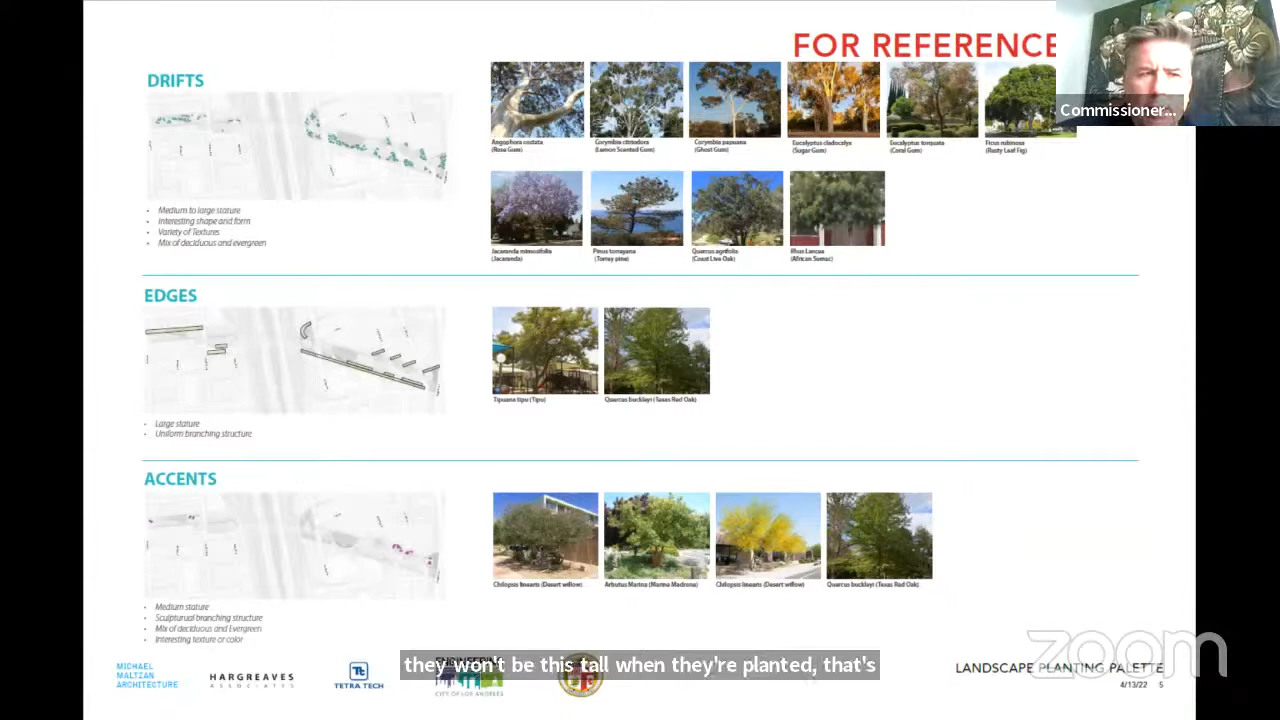 FOR REFERENCE
Commissioner...
DRIFTS
Angophora costata
(Rose Gum)
Corymbia citriodora
(Lemon Scented Gum)
Corymbia papuana
(Ghost Gum)
Eucalyptus cladocalyx
(Sugar Gum)
Eucalyptus torquata
(Coral Gum)
Ficus rubinosa
(Rusty Leaf Fig)
• Medium to large stature
• Interesting shape and form
• Variety of Textures
• Mix of deciduous and evergreen
Jacaranda mimosifolia
(Jacaranda)
Pinus torreyana
(Torrey pine)
Quercus agrifolia
(Coast Live Oak)
Rhus Lancea
(African Sumac)
EDGES
Tipuana tipu (Tipu)
Quercus buckleyi (Texas Red Oak)
• Large stature
• Uniform branching structure
ACCENTS
Chilopsis linearis (Desert willow)
Arbutus Marina (Marina Madrona)
Chilopsis linearis (Desert willow)
Quercus buckleyi (Texas Red Oak)
• Medium stature
• Sculptural branching structure
• Mix of deciduous and Evergreen
• Interesting texture or color
they won't be this tall when they're planted, that's
MICHAEL
MALTZAN
ARCHITECTURE
HARGREAVES
ASSOCIATES
TETRA TECH
CITY OF LOS ANGELES
LANDSCAPE PLANTING PALETTE
4/13/22 5
zoom